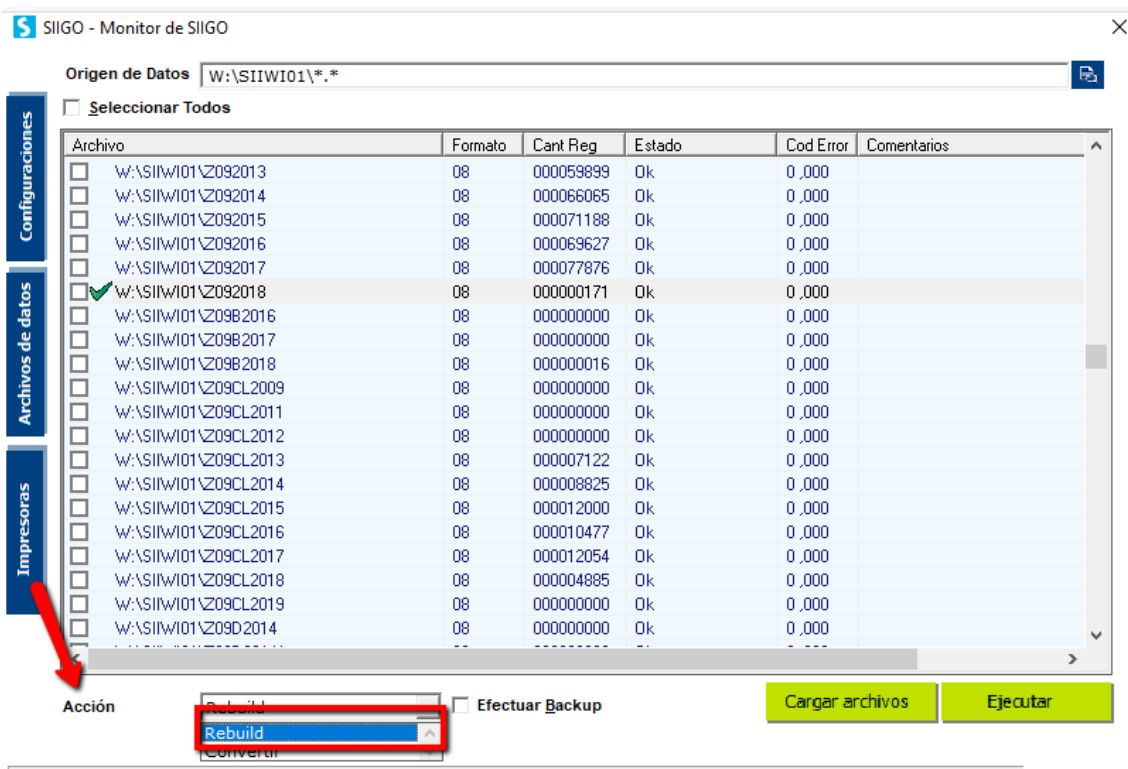 SIIGO - Monitor de SIIGO
Origen de Datos W:\SIIWI01\*.*
Seleccionar Todos
Configuraciones
Archivos de datos
Impresoras
Archivo Formato Cant Reg Estado Cod Error Comentarios
W:\SIIWI01\Z092013 08 000059899 Ok 0 ,000
W:\SIIWI01\Z092014 08 000066065 Ok 0 ,000
W:\SIIWI01\Z092015 08 000071188 Ok 0 ,000
W:\SIIWI01\Z092016 08 000069627 Ok 0 ,000
W:\SIIWI01\Z092017 08 000077876 Ok 0 ,000
W:\SIIWI01\Z092018 08 000000171 Ok 0 ,000
W:\SIIWI01\Z09B2016 08 000000000 Ok 0 ,000
W:\SIIWI01\Z09B2017 08 000000000 Ok 0 ,000
W:\SIIWI01\Z09B2018 08 000000016 Ok 0 ,000
W:\SIIWI01\Z09CL2009 08 000000000 Ok 0 ,000
W:\SIIWI01\Z09CL2011 08 000000000 Ok 0 ,000
W:\SIIWI01\Z09CL2012 08 000000000 Ok 0 ,000
W:\SIIWI01\Z09CL2013 08 000007122 Ok 0 ,000
W:\SIIWI01\Z09CL2014 08 000008825 Ok 0 ,000
W:\SIIWI01\Z09CL2015 08 000012000 Ok 0 ,000
W:\SIIWI01\Z09CL2016 08 000010477 Ok 0 ,000
W:\SIIWI01\Z09CL2017 08 000012054 Ok 0 ,000
W:\SIIWI01\Z09CL2018 08 000004885 Ok 0 ,000
W:\SIIWI01\Z09CL2019 08 000000000 Ok 0 ,000
W:\SIIWI01\Z09D2014 08 000000000 Ok 0 ,000
Acción Rebuild Efectuar Backup Cargar archivos Ejecutar
Rebuild
Convertir